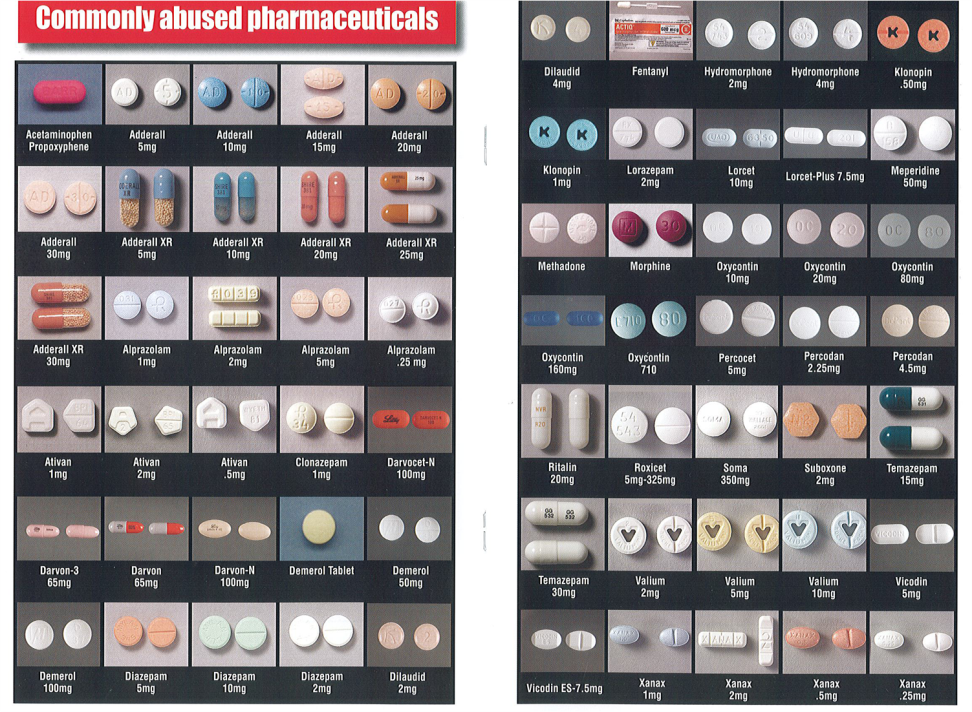 Commonly abused pharmaceuticals
Acetaminophen
Propoxyphene
Adderall
5mg
Adderall
10mg
Adderall
15mg
Adderall
20mg
Adderall
30mg
Adderall XR
5mg
Adderall XR
10mg
Adderall XR
20mg
Adderall XR
25mg
Adderall XR
30mg
Alprazolam
1mg
Alprazolam
2mg
Alprazolam
5mg
Alprazolam
.25 mg
Ativan
1mg
Ativan
2mg
Ativan
.5mg
Clonazepam
1mg
Darvocet-N
100mg
Darvon-3
65mg
Darvon
65mg
Darvon-N
100mg
Demerol Tablet
Demerol
50mg
Demerol
100mg
Diazepam
5mg
Diazepam
10mg
Diazepam
2mg
Dilaudid
2mg
Dilaudid
4mg
Fentanyl
Hydromorphone
2mg
Hydromorphone
4mg
Klonopin
.50mg
Klonopin
1mg
Lorazepam
2mg
Lorcet
10mg
Lorcet-Plus 7.5mg
Meperidine
50mg
Methadone
Morphine
Oxycontin
10mg
Oxycontin
20mg
Oxycontin
80mg
Oxycontin
160mg
Oxycontin
710
Percocet
5mg
Percodan
2.25mg
Percodan
4.5mg
Ritalin
20mg
Roxicet
5mg-325mg
Soma
350mg
Suboxone
2mg
Temazepam
15mg
Temazepam
30mg
Valium
2mg
Valium
5mg
Valium
10mg
Vicodin
5mg
Vicodin ES-7.5mg
Xanax
1mg
Xanax
2mg
Xanax
.5mg
Xanax
.25mg